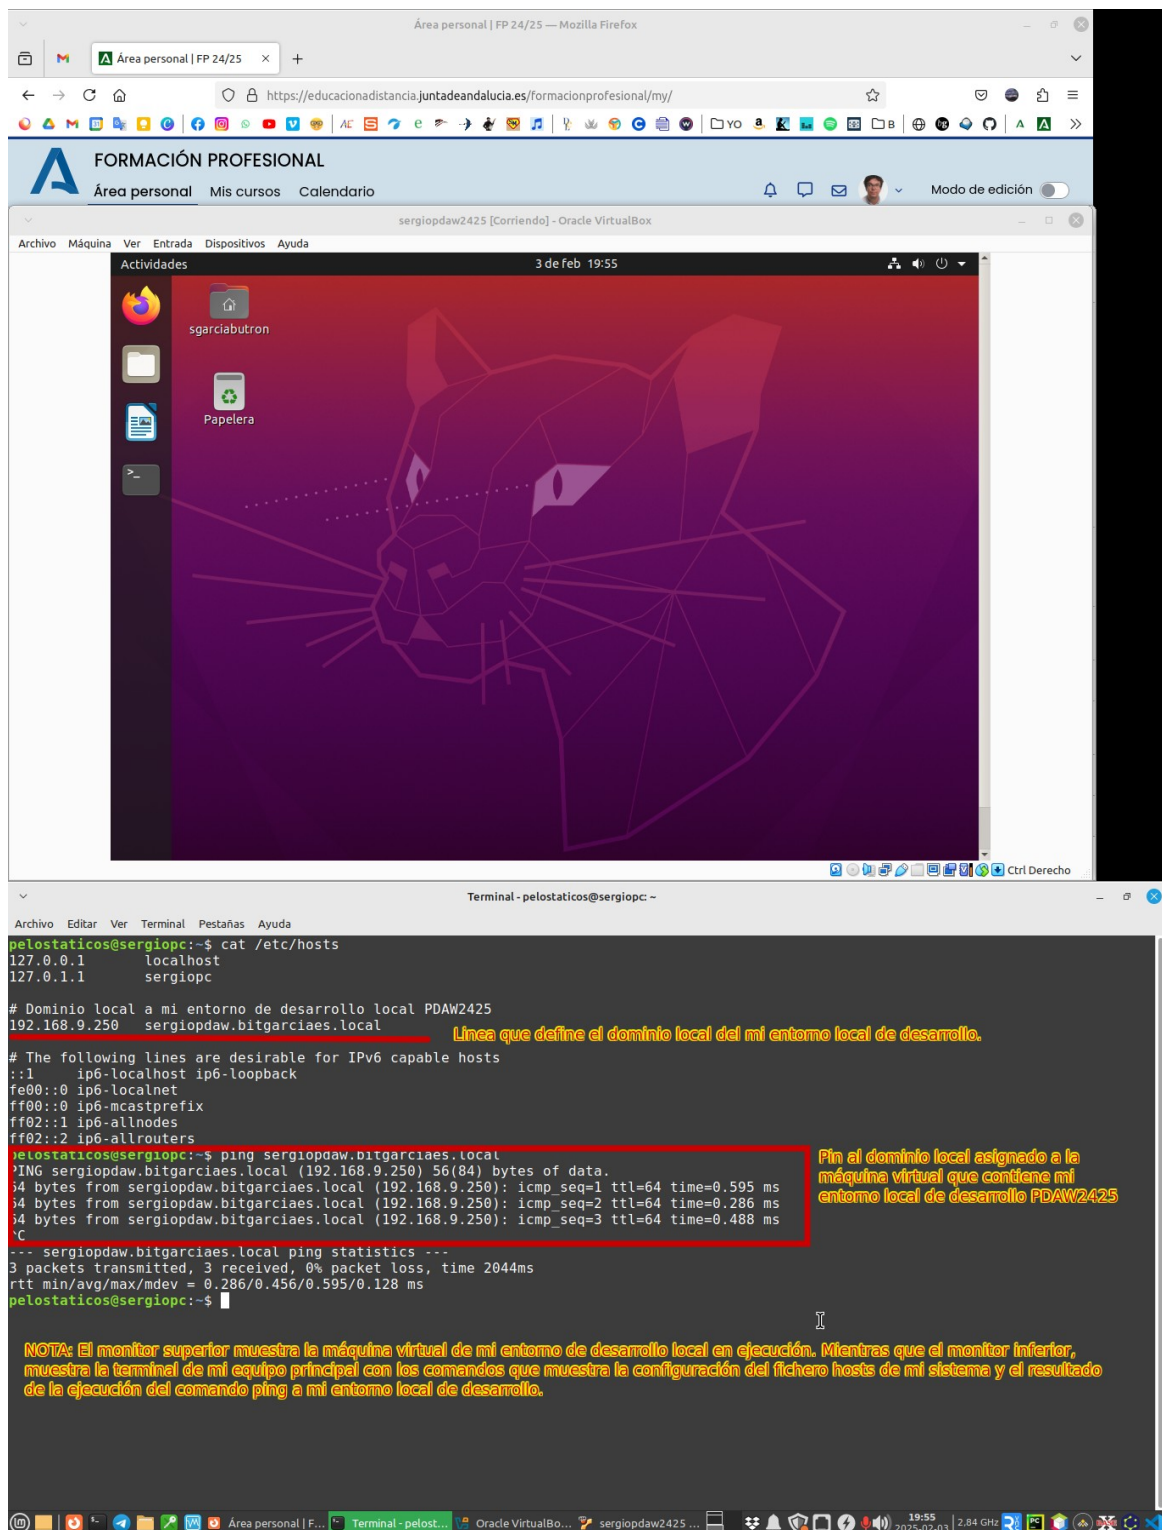 Área personal | FP 24/25 — Mozilla Firefox
Área personal | FP 24/25
https://educacionadistancia.juntadeandalucia.es/formacionprofesional/my/
YO
B
FORMACIÓN PROFESIONAL
Área personal Mis cursos Calendario
Modo de edición
sergiopdaw2425 [Corriendo] - Oracle VirtualBox
Archivo Máquina Ver Entrada Dispositivos Ayuda
Actividades
3 de feb 19:55
sgarciabutron
Papelera
Ctrl Derecho
Terminal - pelostaticos@sergiopc: ~
Archivo Editar Ver Terminal Pestañas Ayuda
pelostaticos@sergiopc:~$ cat /etc/hosts
127.0.0.1 localhost
127.0.1.1 sergiopc
# Dominio local a mi entorno de desarrollo local PDAW2425
192.168.9.250 sergiopdaw.bitgarciaes.local
Linea que define el dominio local del mi entorno local de desarrollo.
# The following lines are desirable for IPv6 capable hosts
::1 ip6-localhost ip6-loopback
fe00::0 ip6-localnet
ff00::0 ip6-mcastprefix
ff02::1 ip6-allnodes
ff02::2 ip6-allrouters
pelostaticos@sergiopc:~$ ping sergiopdaw.bitgarciaes.local
PING sergiopdaw.bitgarciaes.local (192.168.9.250) 56(84) bytes of data.
64 bytes from sergiopdaw.bitgarciaes.local (192.168.9.250): icmp_seq=1 ttl=64 time=0.595 ms
64 bytes from sergiopdaw.bitgarciaes.local (192.168.9.250): icmp_seq=2 ttl=64 time=0.286 ms
64 bytes from sergiopdaw.bitgarciaes.local (192.168.9.250): icmp_seq=3 ttl=64 time=0.488 ms
^C
Pin al dominio local asignado a la
máquina virtual que contiene mi
entorno local de desarrollo PDAW2425
--- sergiopdaw.bitgarciaes.local ping statistics ---
3 packets transmitted, 3 received, 0% packet loss, time 2044ms
rtt min/avg/max/mdev = 0.286/0.456/0.595/0.128 ms
pelostaticos@sergiopc:~$
NOTA: El monitor superior muestra la máquina virtual de mi entorno de desarrollo local en ejecución. Mientras que el monitor inferior,
muestra la terminal de mi equipo principal con los comandos que muestra la configuración del fichero hosts de mi sistema y el resultado
de la ejecución del comando ping a mi entorno local de desarrollo.
Área personal | F... Terminal - pelost... Oracle VirtualBo... sergiopdaw2425 ...
19:55
2025-02-03
2.84 GHz